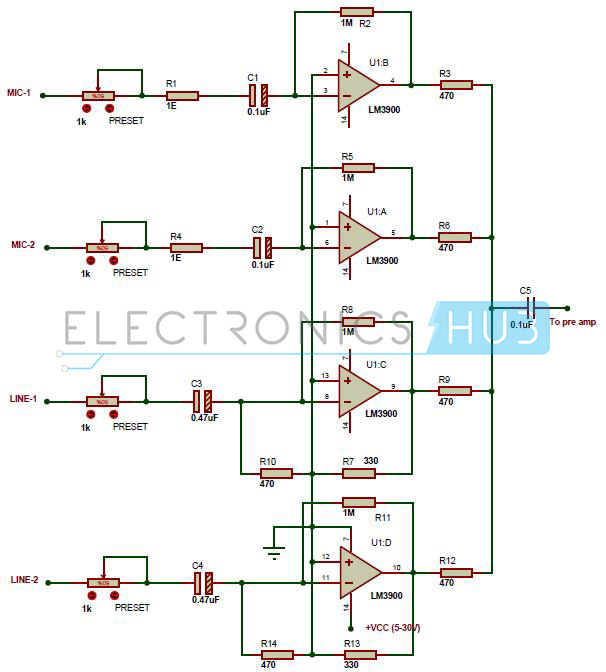 1M R2
7
U1:B
MIC-1
50%
R1
C1
2
3
4
R3
1k
PRESET
1E
0.1uF
LM3900
470
14
R5
1M
7
U1:A
MIC-2
50%
R4
C2
1
6
5
R6
1k
PRESET
1E
0.1uF
LM3900
470
14
C5
0.1uF
To pre amp
ELECTRONICS HUB
R8
1M
7
U1:C
LINE-1
50%
C3
13
8
9
R9
1k
PRESET
0.47uF
LM3900
470
14
R10
R7 330
470
1M
R11
7
U1:D
LINE-2
50%
C4
12
11
10
R12
1k
PRESET
0.47uF
LM3900
470
14
+VCC (5-30V)
R14
R13
470
330